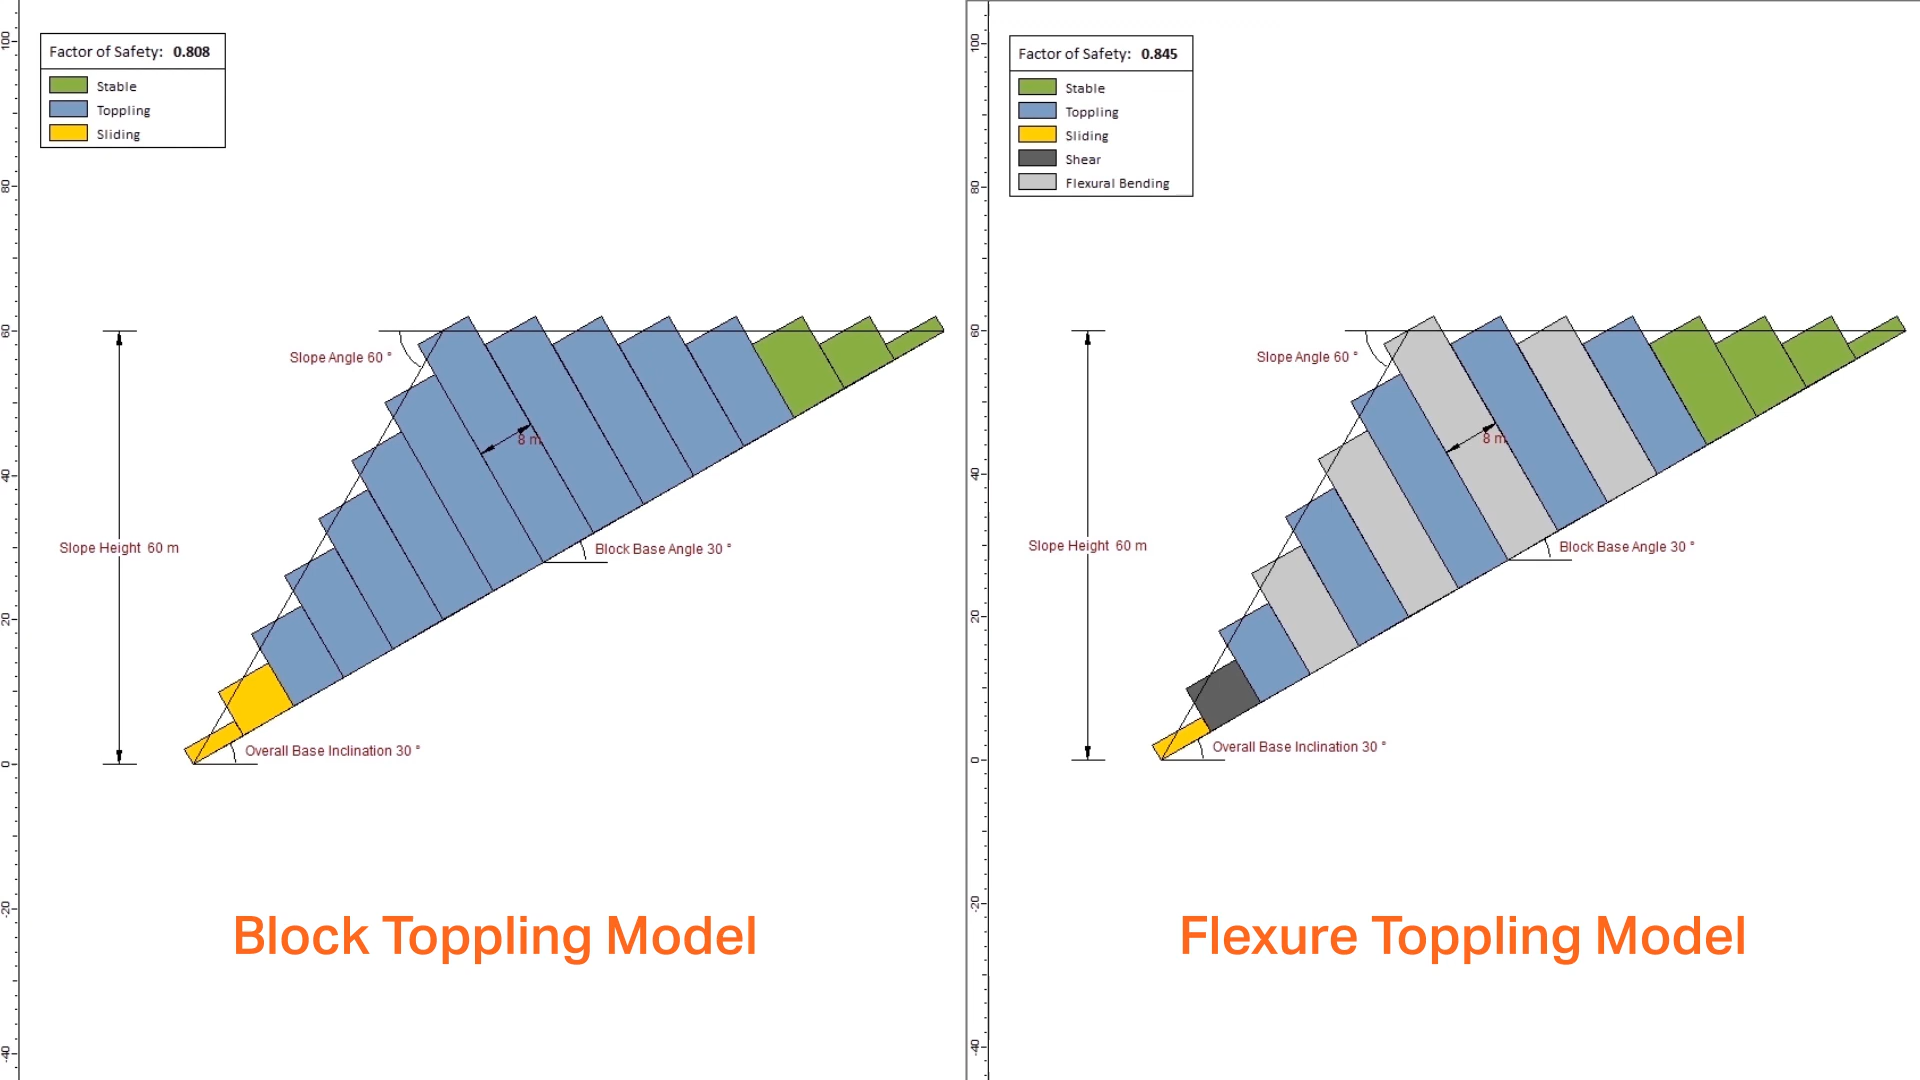 Factor of Safety: 0.808
Stable
Toppling
Sliding
100
80
60
40
20
0
-20
-40
Slope Angle 60 °
8 m
Slope Height 60 m
Block Base Angle 30 °
Overall Base Inclination 30 °
Block Toppling Model
Factor of Safety: 0.845
Stable
Toppling
Sliding
Shear
Flexural Bending
100
80
60
40
20
0
-20
-40
Slope Angle 60 °
8 m
Slope Height 60 m
Block Base Angle 30 °
Overall Base Inclination 30 °
Flexure Toppling Model